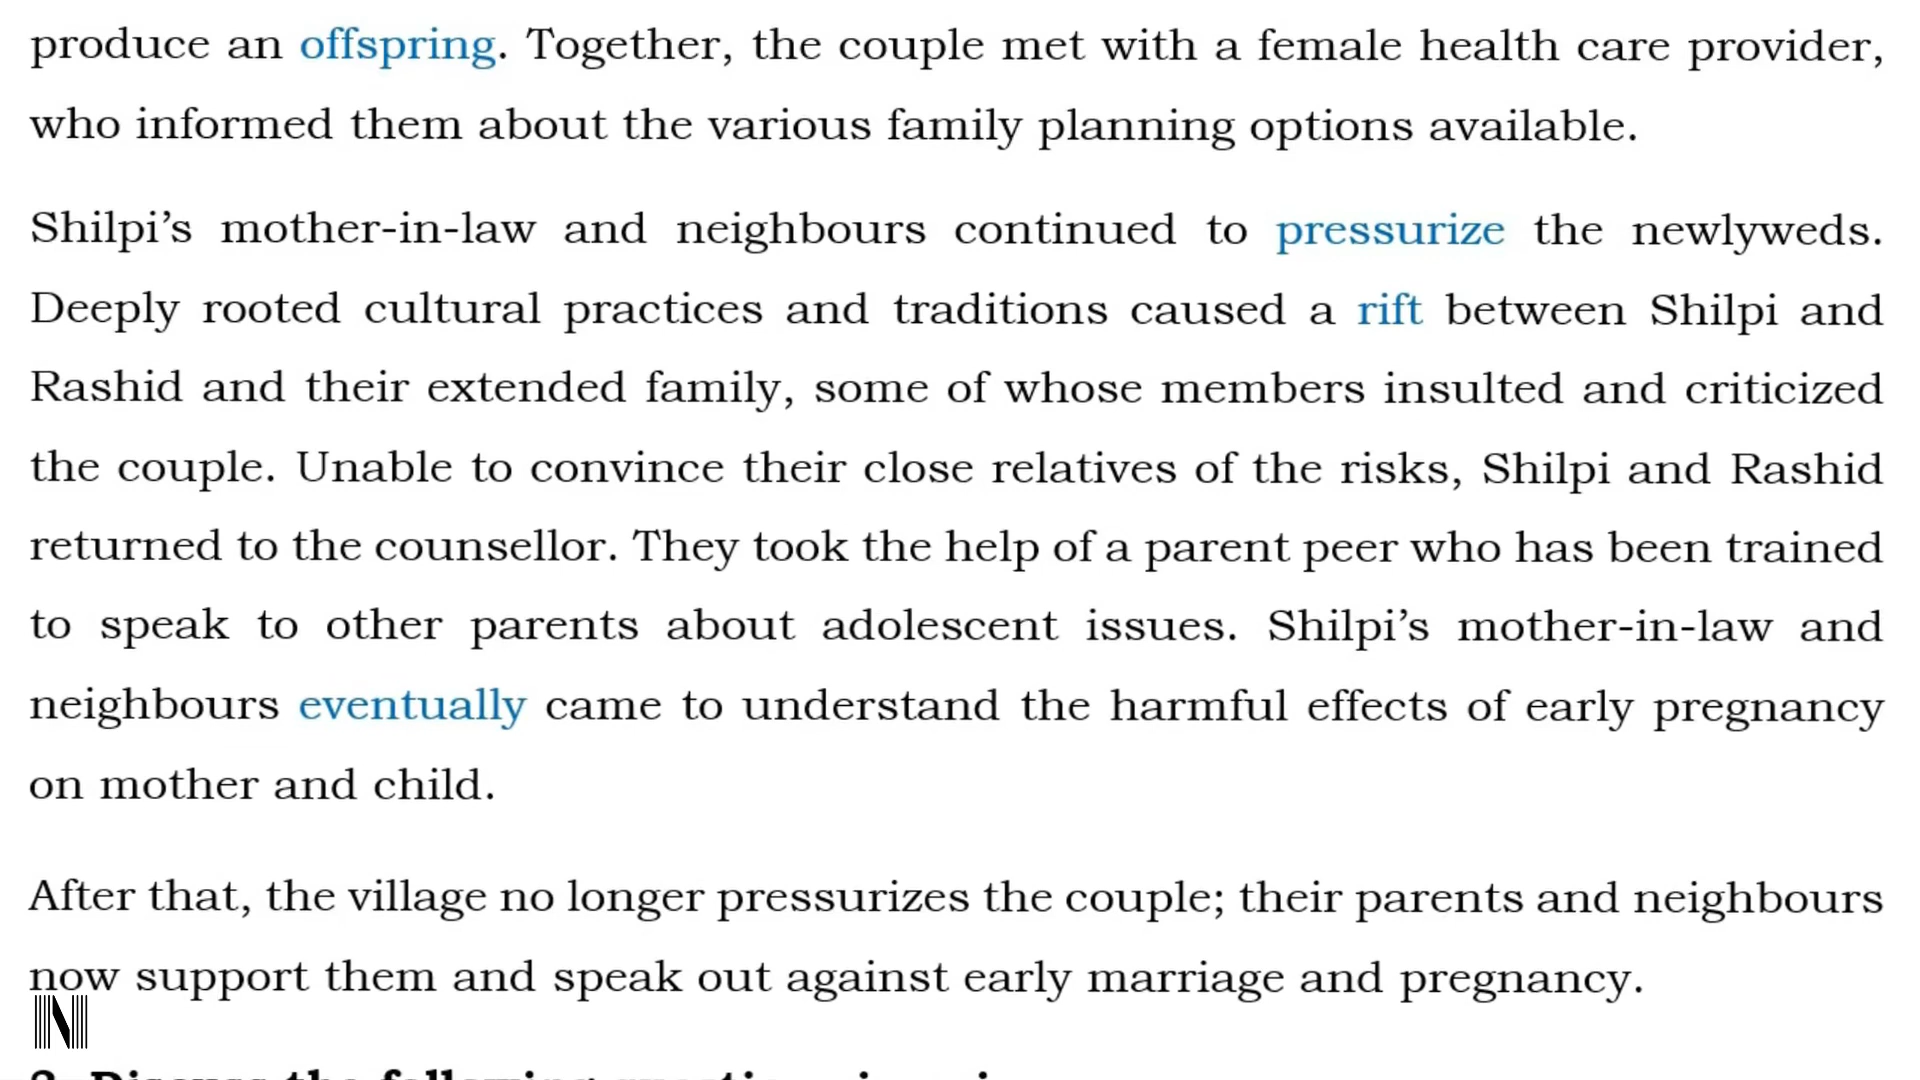 produce an offspring. Together, the couple met with a female health care provider,
who informed them about the various family planning options available.
Shilpi’s mother-in-law and neighbours continued to pressurize the newlyweds.
Deeply rooted cultural practices and traditions caused a rift between Shilpi and
Rashid and their extended family, some of whose members insulted and criticized
the couple. Unable to convince their close relatives of the risks, Shilpi and Rashid
returned to the counsellor. They took the help of a parent peer who has been trained
to speak to other parents about adolescent issues. Shilpi’s mother-in-law and
neighbours eventually came to understand the harmful effects of early pregnancy
on mother and child.
After that, the village no longer pressurizes the couple; their parents and neighbours
now support them and speak out against early marriage and pregnancy.
N
Discuss the following